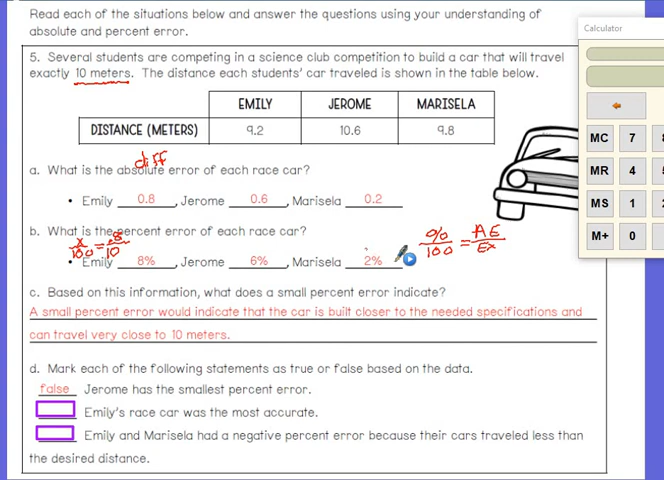 Read each of the situations below and answer the questions using your understanding of
absolute and percent error.
Calculator
5. Several students are competing in a science club competition to build a car that will travel
exactly 10 meters. The distance each students' car traveled is shown in the table below.
EMILY JEROME MARISELA
DISTANCE (METERS) 9.2 10.6 9.8
MC 7 8
MR 4 5
MS 1 2
M+ 0
diff
a. What is the absolute error of each race car?
• Emily 0.8, Jerome 0.6, Marisela 0.2
b. What is the percent error of each race car?
x/100 = .8/10
%/100 = AE/Ex
• Emily 8%, Jerome 6%, Marisela 2%
c. Based on this information, what does a small percent error indicate?
A small percent error would indicate that the car is built closer to the needed specifications and
can travel very close to 10 meters.
d. Mark each of the following statements as true or false based on the data.
false Jerome has the smallest percent error.
Emily's race car was the most accurate.
Emily and Marisela had a negative percent error because their cars traveled less than
the desired distance.